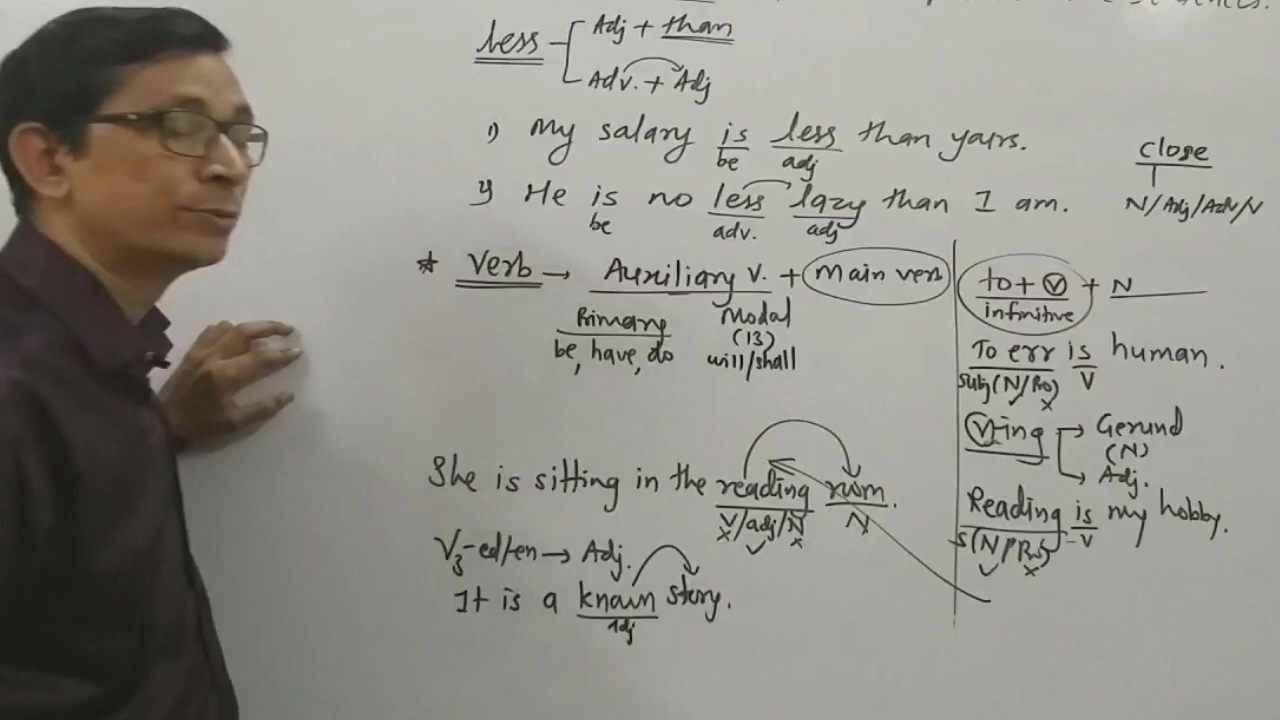 sentences.
less
Adj + than
Adv. + Adj
1) My salary is less than yours.
be adj
2) He is no less lazy than I am.
be adv. adj
close
N/Adj/Adv/V
* Verb → Auxiliary V. + Main verb
Primary Modal
be, have, do (13)
will/shall
She is sitting in the reading room.
V/adj/N N
x ✓ x
V3-ed/en → Adj.
It is a known story.
Adj
to + V + N
infinitive
To err is human.
Subj (N/Pro) V
✓ x
V-ing → Gerund
(N)
→ Adj.
Reading is my hobby.
S(N/Pro) -V
✓ x